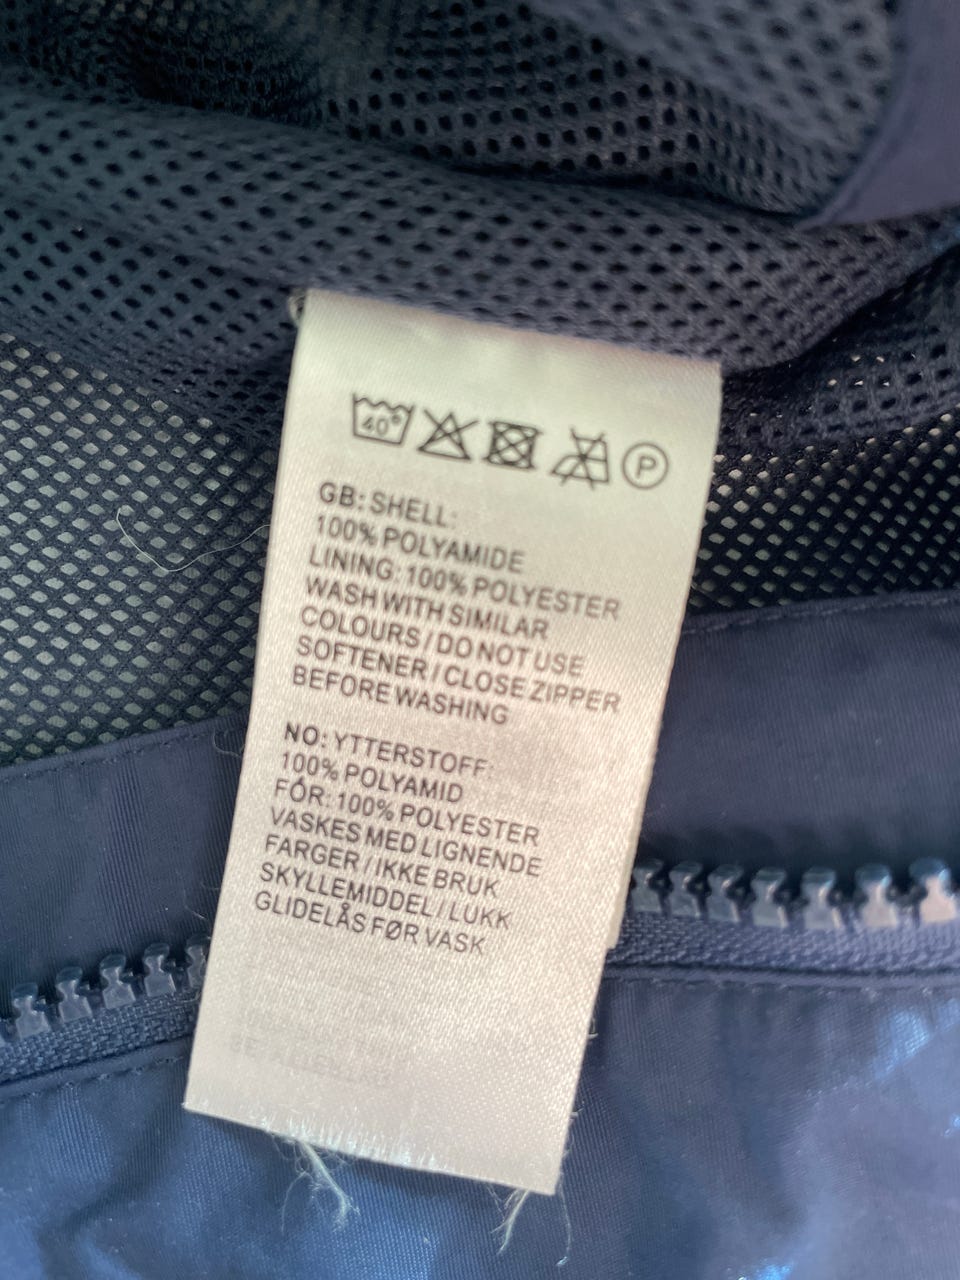 40°
P
GB: SHELL:
100% POLYAMIDE
LINING: 100% POLYESTER
WASH WITH SIMILAR
COLOURS / DO NOT USE
SOFTENER / CLOSE ZIPPER
BEFORE WASHING
NO: YTTERSTOFF:
100% POLYAMID
FÓR: 100% POLYESTER
VASKES MED LIGNENDE
FARGER / IKKE BRUK
SKYLLEMIDDEL / LUKK
GLIDELÅS FØR VASK